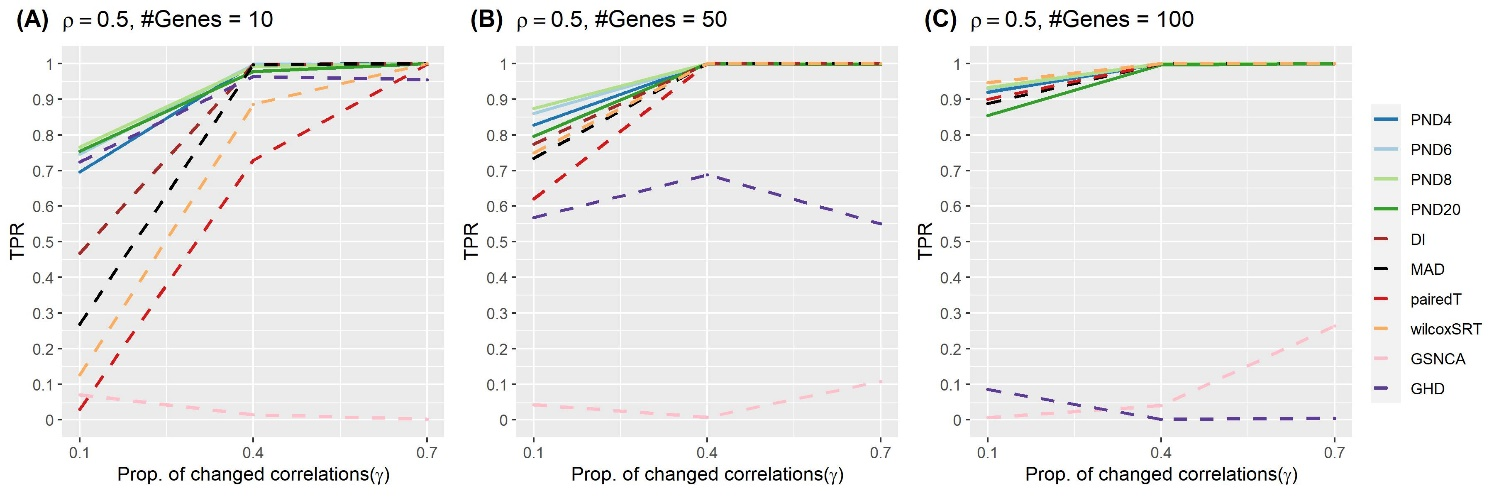 (A) ρ = 0.5, #Genes = 10
TPR
1
0.9
0.8
0.7
0.6
0.5
0.4
0.3
0.2
0.1
0
0.1 0.4 0.7
Prop. of changed correlations(γ)
(B) ρ = 0.5, #Genes = 50
TPR
1
0.9
0.8
0.7
0.6
0.5
0.4
0.3
0.2
0.1
0
0.1 0.4 0.7
Prop. of changed correlations(γ)
(C) ρ = 0.5, #Genes = 100
TPR
1
0.9
0.8
0.7
0.6
0.5
0.4
0.3
0.2
0.1
0
0.1 0.4 0.7
Prop. of changed correlations(γ)
PND4
PND6
PND8
PND20
DI
MAD
pairedT
wilcoxSRT
GSNCA
GHD